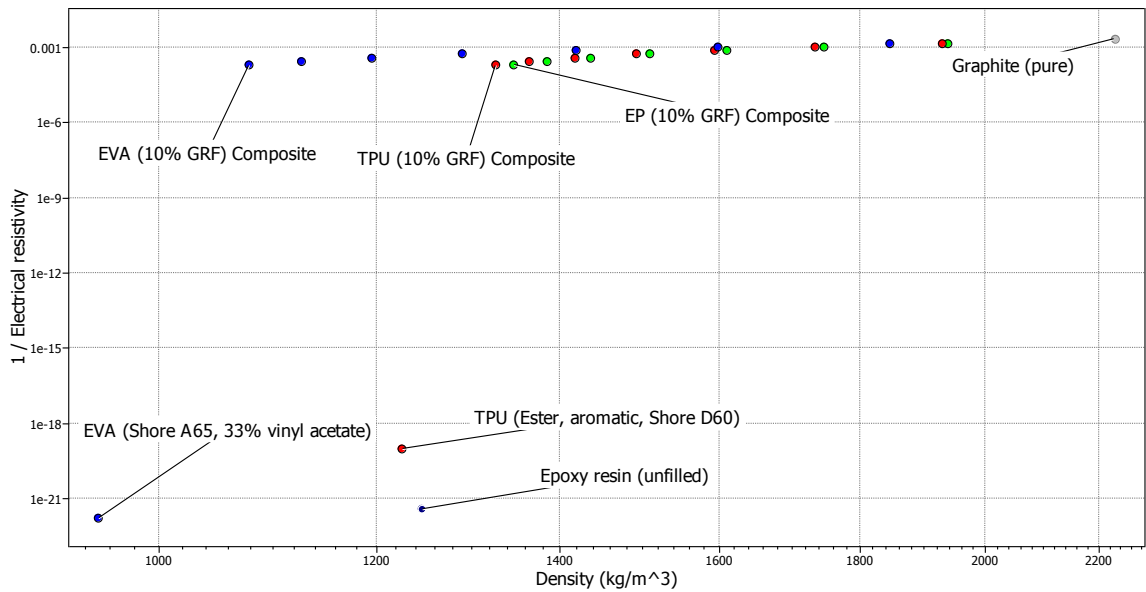 0.001
Graphite (pure)
EP (10% GRF) Composite
1e-6
EVA (10% GRF) Composite
TPU (10% GRF) Composite
1e-9
1e-12
1 / Electrical resistivity
1e-15
1e-18
TPU (Ester, aromatic, Shore D60)
EVA (Shore A65, 33% vinyl acetate)
Epoxy resin (unfilled)
1e-21
1000 1200 1400 1600 1800 2000 2200
Density (kg/m^3)